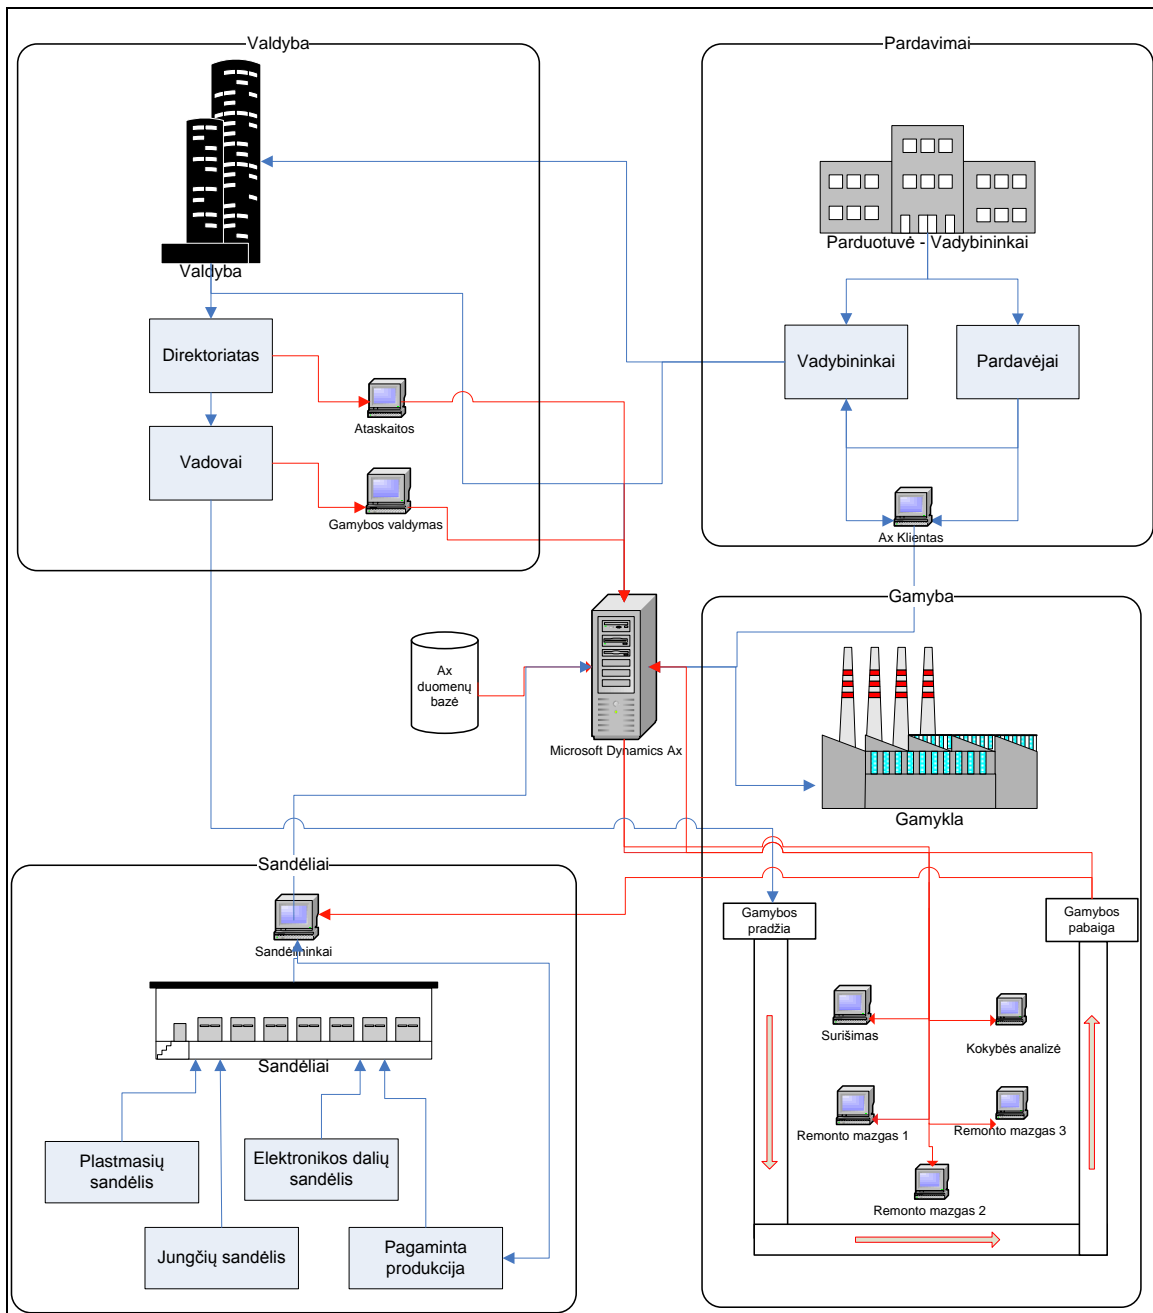 Valdyba
Valdyba
Direktoriatas
Vadovai
Ataskaitos
Gamybos valdymas
Pardavimai
Parduotuvė - Vadybininkai
Vadybininkai
Pardavėjai
Ax Klientas
Ax
duomenų
bazė
Microsoft Dynamics Ax
Gamyba
Gamykla
Gamybos
pradžia
Gamybos
pabaiga
Surišimas
Kokybės analizė
Remonto mazgas 1
Remonto mazgas 3
Remonto mazgas 2
Sandėliai
Sandėlininkai
Sandėliai
Plastmasių
sandėlis
Elektronikos dalių
sandėlis
Jungčių sandėlis
Pagaminta
produkcija